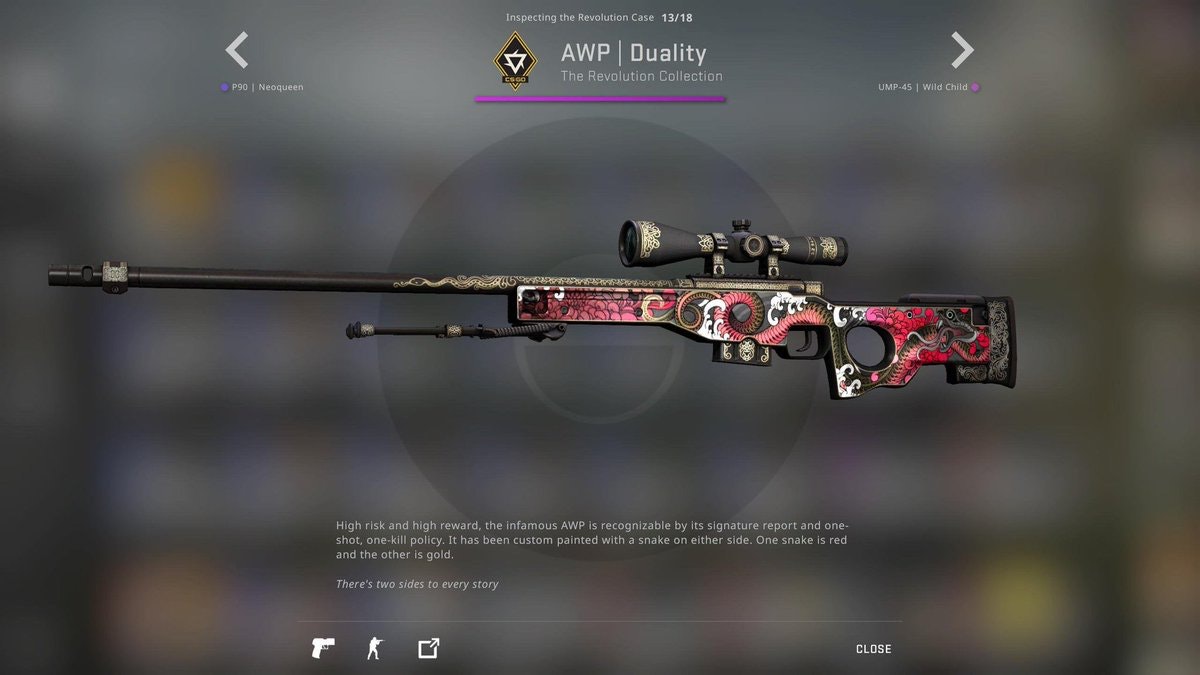 Inspecting the Revolution Case 13/18
AWP | Duality
The Revolution Collection
CS:GO
P90 | Neoqueen
UMP-45 | Wild Child
High risk and high reward, the infamous AWP is recognizable by its signature report and one-
shot, one-kill policy. It has been custom painted with a snake on either side. One snake is red
and the other is gold.
There's two sides to every story
CLOSE